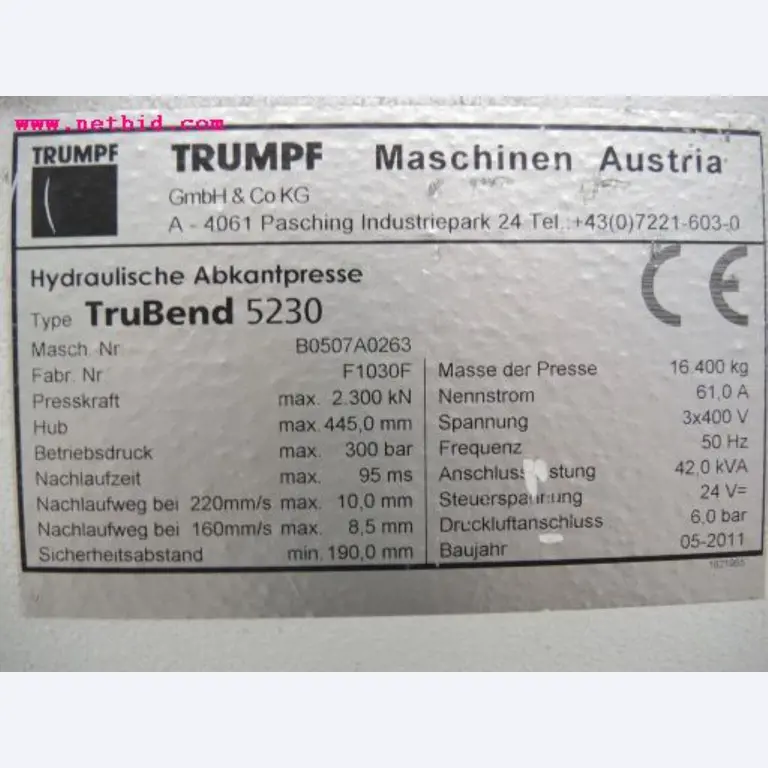 www.netbid.com
TRUMPF
TRUMPF Maschinen Austria
GmbH & Co KG
A - 4061 Pasching Industriepark 24 Tel.:+43(0)7221-603-0
Hydraulische Abkantpresse
Type TruBend 5230
CE
Masch. Nr B0507A0263
Fabr. Nr F1030F
Presskraft max. 2.300 kN
Hub max. 445,0 mm
Betriebsdruck max. 300 bar
Nachlaufzeit max. 95 ms
Nachlaufweg bei 220mm/s max. 10,0 mm
Nachlaufweg bei 160mm/s max. 8,5 mm
Sicherheitsabstand min. 190,0 mm
Masse der Presse 16 400 kg
Nennstrom 61,0 A
Spannung 3x400 V
Frequenz 50 Hz
Anschlussleistung 42,0 kVA
Steuerspannung 24 V=
Druckluftanschluss 6,0 bar
Baujahr 05-2011